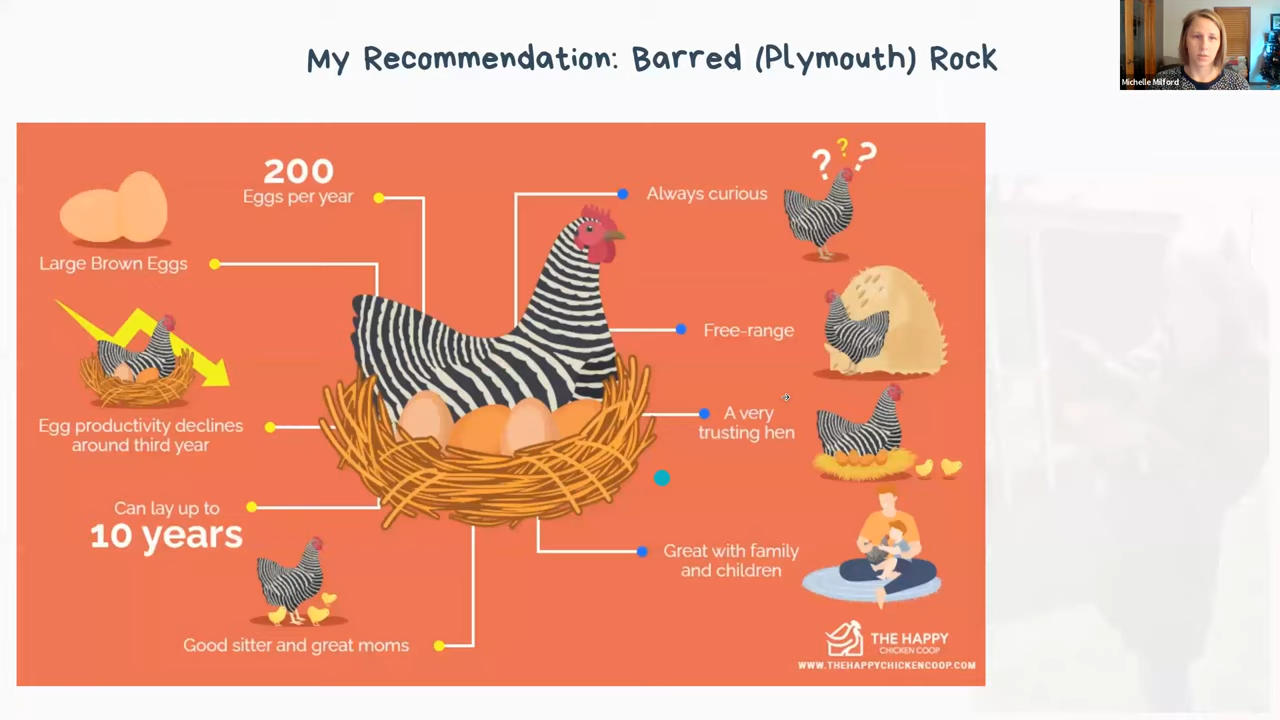 My Recommendation: Barred (Plymouth) Rock
Michelle Milford
200
Eggs per year
Large Brown Eggs
Egg productivity declines
around third year
Can lay up to
10 years
Good sitter and great moms
? ? ?
Always curious
Free-range
A very
trusting hen
Great with family
and children
THE HAPPY
CHICKEN COOP
WWW.THEHAPPYCHICKENCOOP.COM